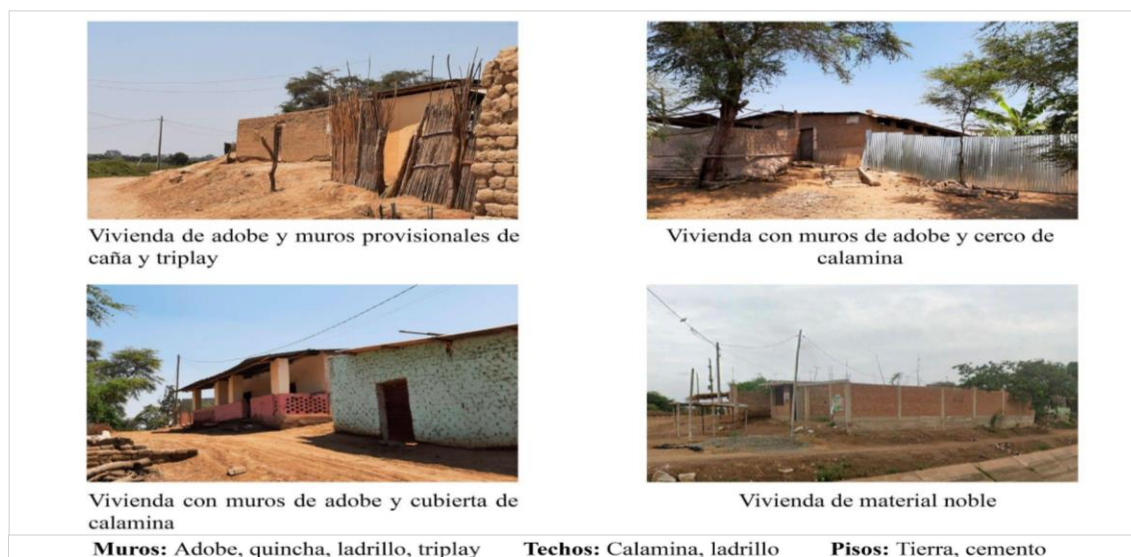 Vivienda de adobe y muros provisionales de
caña y triplay
Vivienda con muros de adobe y cerco de
calamina
Vivienda con muros de adobe y cubierta de
calamina
Vivienda de material noble
Muros: Adobe, quincha, ladrillo, triplay Techos: Calamina, ladrillo Pisos: Tierra, cemento